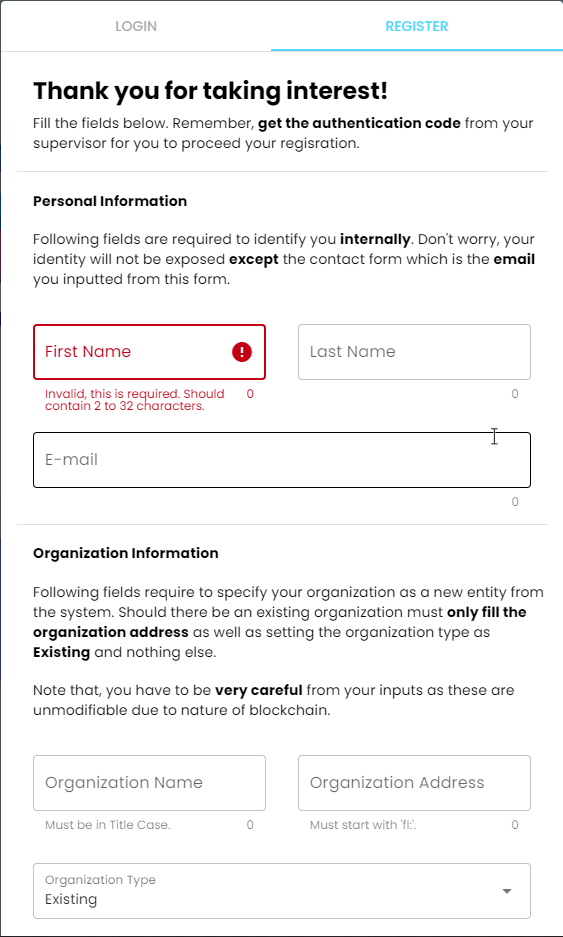 LOGIN
REGISTER
Thank you for taking interest!
Fill the fields below. Remember, get the authentication code from your
supervisor for you to proceed your regisration.
Personal Information
Following fields are required to identify you internally. Don't worry, your
identity will not be exposed except the contact form which is the email
you inputted from this form.
First Name
Last Name
Invalid, this is required. Should
contain 2 to 32 characters.
0
0
E-mail
0
Organization Information
Following fields require to specify your organization as a new entity from
the system. Should there be an existing organization must only fill the
organization address as well as setting the organization type as
Existing and nothing else.
Note that, you have to be very careful from your inputs as these are
unmodifiable due to nature of blockchain.
Organization Name
Organization Address
Must be in Title Case.
0
Must start with 'fl:'.
0
Organization Type
Existing